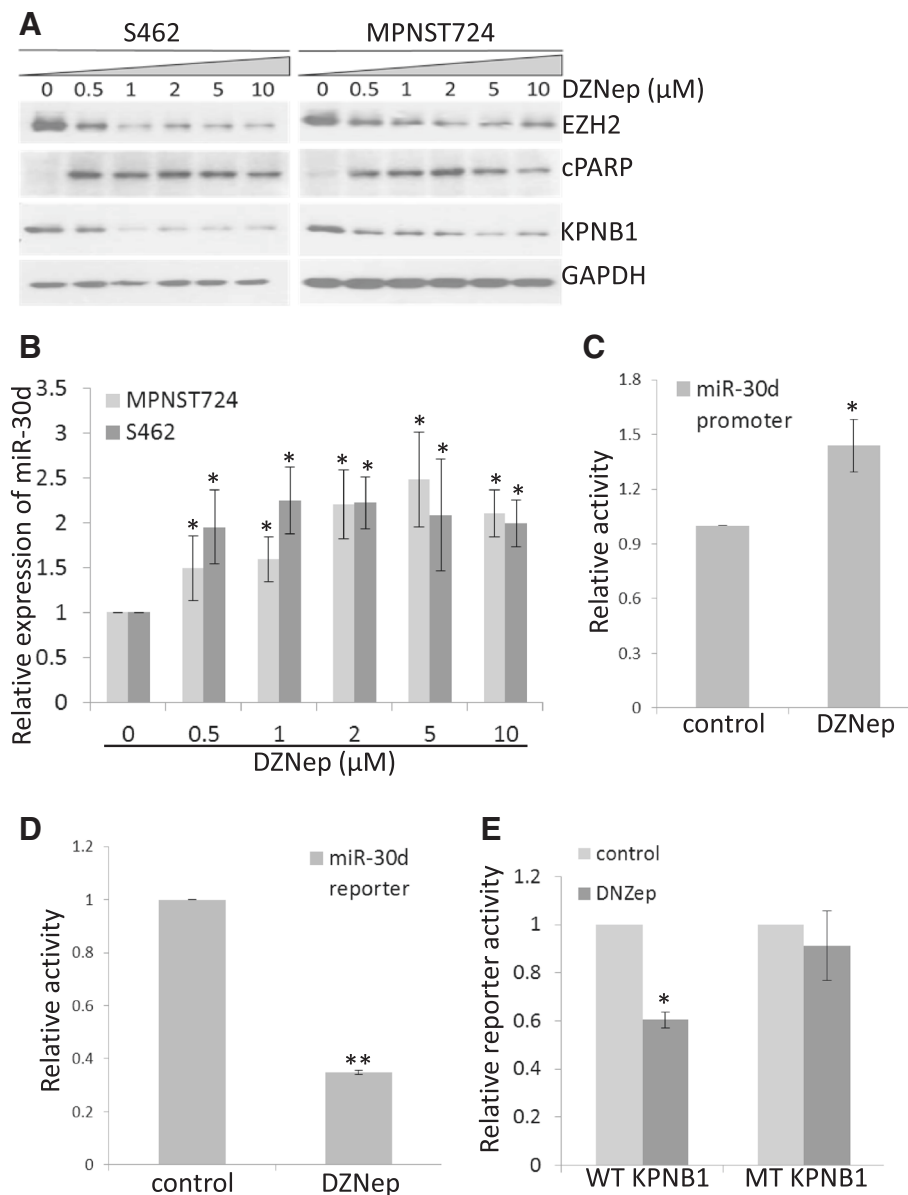 A
S462 MPNST724
0 0.5 1 2 5 10 0 0.5 1 2 5 10 DZNep (μM)
EZH2
cPARP
KPNB1
GAPDH
B
Relative expression of miR-30d
3.5
3
2.5
2
1.5
1
0.5
0
MPNST724
S462
* * * * * * * * * *
0 0.5 1 2 5 10
DZNep (μM)
C
Relative activity
1.8
1.5
1.2
0.9
0.6
0.3
0
miR-30d
promoter
*
control DZNep
D
Relative activity
1.2
1
0.8
0.6
0.4
0.2
0
miR-30d
reporter
**
control DZNep
E
Relative reporter activity
control
DNZep
1.2
1
0.8
0.6
0.4
0.2
0
*
WT KPNB1 MT KPNB1